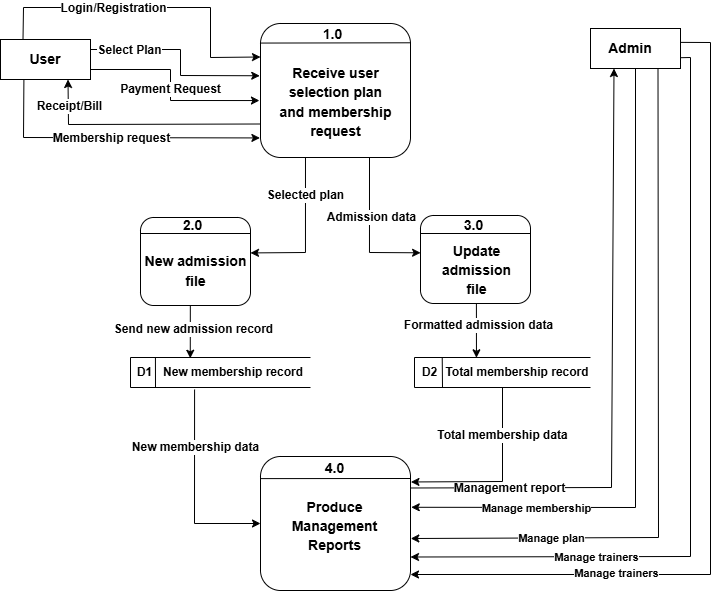 Login/Registration
1.0
User
Select Plan
Admin
Receive user
selection plan
and membership
request
Payment Request
Receipt/Bill
Membership request
Selected plan
Admission data
2.0
3.0
New admission
file
Update
admission
file
Send new admission record
Formatted admission data
D1
New membership record
D2
Total membership record
New membership data
Total membership data
4.0
Management report
Produce
Management
Reports
Manage membership
Manage plan
Manage trainers
Manage trainers